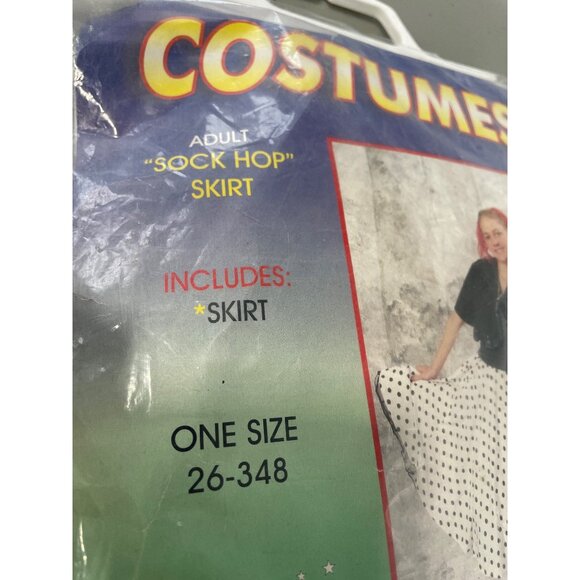 COSTUMES
ADULT
"SOCK HOP"
SKIRT
INCLUDES:
*SKIRT
ONE SIZE
26-348